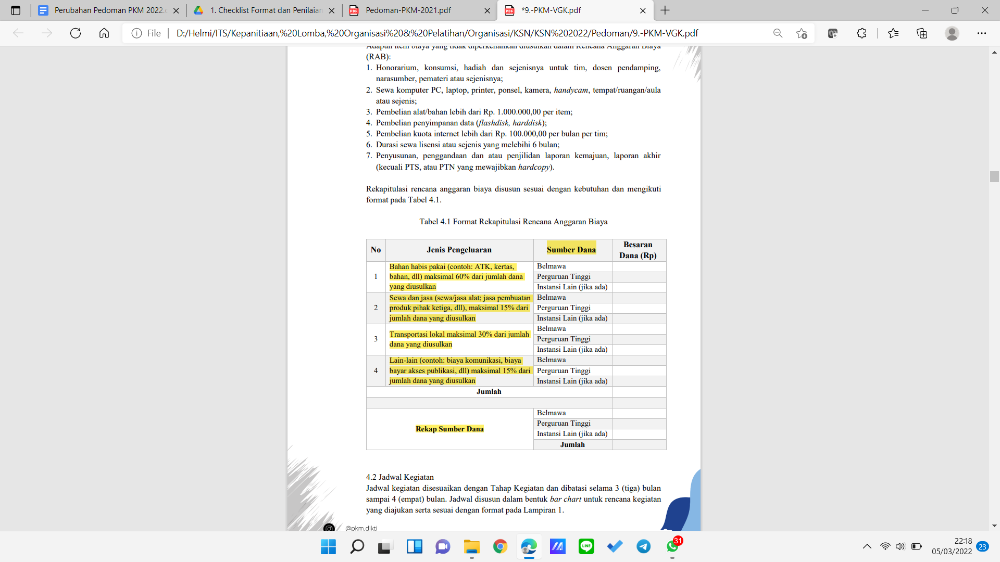 Perubahan Pedoman PKM 2022.
1. Checklist Format dan Penilaian
Pedoman-PKM-2021.pdf
*9.-PKM-VGK.pdf
File
D:/Helmi/ITS/Kepanitiaan,%20Lomba,%20Organisasi%20&%20Pelatihan/Organisasi/KSN/KSN%202022/Pedoman/9.-PKM-VGK.pdf
Adapun item biaya yang tidak diperkenankan diusulkan dalam Rencana Anggaran Biaya
(RAB):
1. Honorarium, konsumsi, hadiah dan sejenisnya untuk tim, dosen pendamping,
narasumber, pemateri atau sejenisnya;
2. Sewa komputer PC, laptop, printer, ponsel, kamera, handycam, tempat/ruangan/aula
atau sejenis;
3. Pembelian alat/bahan lebih dari Rp. 1.000.000,00 per item;
4. Pembelian penyimpanan data (flashdisk, harddisk);
5. Pembelian kuota internet lebih dari Rp. 100.000,00 per bulan per tim;
6. Durasi sewa lisensi atau sejenis yang melebihi 6 bulan;
7. Penyusunan, penggandaan dan atau penjilidan laporan kemajuan, laporan akhir
(kecuali PTS, atau PTN yang mewajibkan hardcopy).
Rekapitulasi rencana anggaran biaya disusun sesuai dengan kebutuhan dan mengikuti
format pada Tabel 4.1.
Tabel 4.1 Format Rekapitulasi Rencana Anggaran Biaya
No
Jenis Pengeluaran
Sumber Dana
Besaran
Dana (Rp)
1
Bahan habis pakai (contoh: ATK, kertas,
bahan, dll) maksimal 60% dari jumlah dana
yang diusulkan
Belmawa
Perguruan Tinggi
Instansi Lain (jika ada)
2
Sewa dan jasa (sewa/jasa alat; jasa pembuatan
produk pihak ketiga, dll), maksimal 15% dari
jumlah dana yang diusulkan
Belmawa
Perguruan Tinggi
Instansi Lain (jika ada)
3
Transportasi lokal maksimal 30% dari jumlah
dana yang diusulkan
Belmawa
Perguruan Tinggi
Instansi Lain (jika ada)
4
Lain-lain (contoh: biaya komunikasi, biaya
bayar akses publikasi, dll) maksimal 15% dari
jumlah dana yang diusulkan
Belmawa
Perguruan Tinggi
Instansi Lain (jika ada)
Jumlah
Rekap Sumber Dana
Belmawa
Perguruan Tinggi
Instansi Lain (jika ada)
Jumlah
4.2 Jadwal Kegiatan
Jadwal kegiatan disesuaikan dengan Tahap Kegiatan dan dibatasi selama 3 (tiga) bulan
sampai 4 (empat) bulan. Jadwal disusun dalam bentuk bar chart untuk rencana kegiatan
yang diajukan serta sesuai dengan format pada Lampiran 1.
@pkm.dikti
LINE
31
22:18
05/03/2022
23